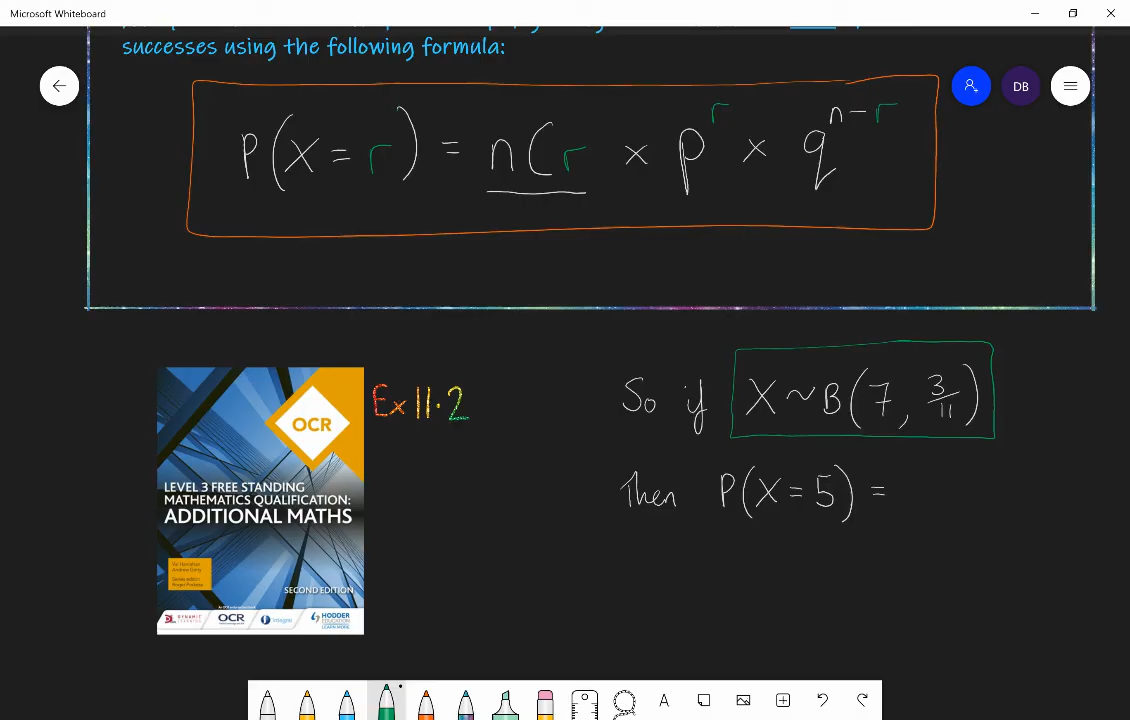 Microsoft Whiteboard
successes using the following formula:
DB
P(X = r) = nCr × p^r × q^(n-r)
Ex 11.2
OCR
LEVEL 3 FREE STANDING
MATHEMATICS QUALIFICATION:
ADDITIONAL MATHS
SECOND EDITION
OCR
HODDER
EDUCATION
So if X ~ B(7, 3/11)
Then P(X = 5) =
A